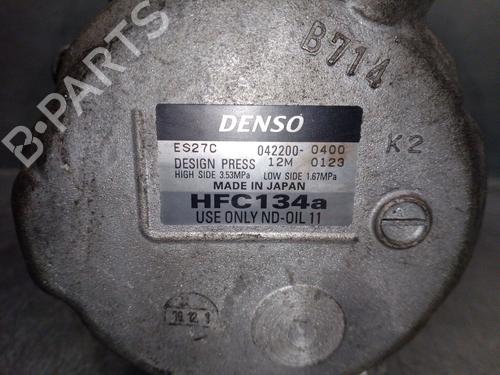 B714
B-PARTS
DENSO
ES27C 042200-0400
DESIGN PRESS 12M 0123
HIGH SIDE 3.53MPa LOW SIDE 1.67MPa
MADE IN JAPAN
HFC134a
USE ONLY ND-OIL 11
K2